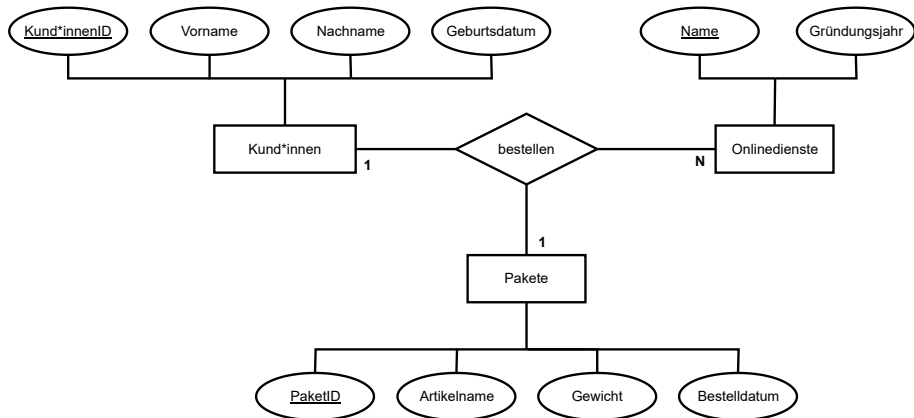 Kund*innenID
Vorname
Nachname
Geburtsdatum
Name
Gründungsjahr
Kund*innen
1
bestellen
N
Onlinedienste
1
Pakete
PaketID
Artikelname
Gewicht
Bestelldatum